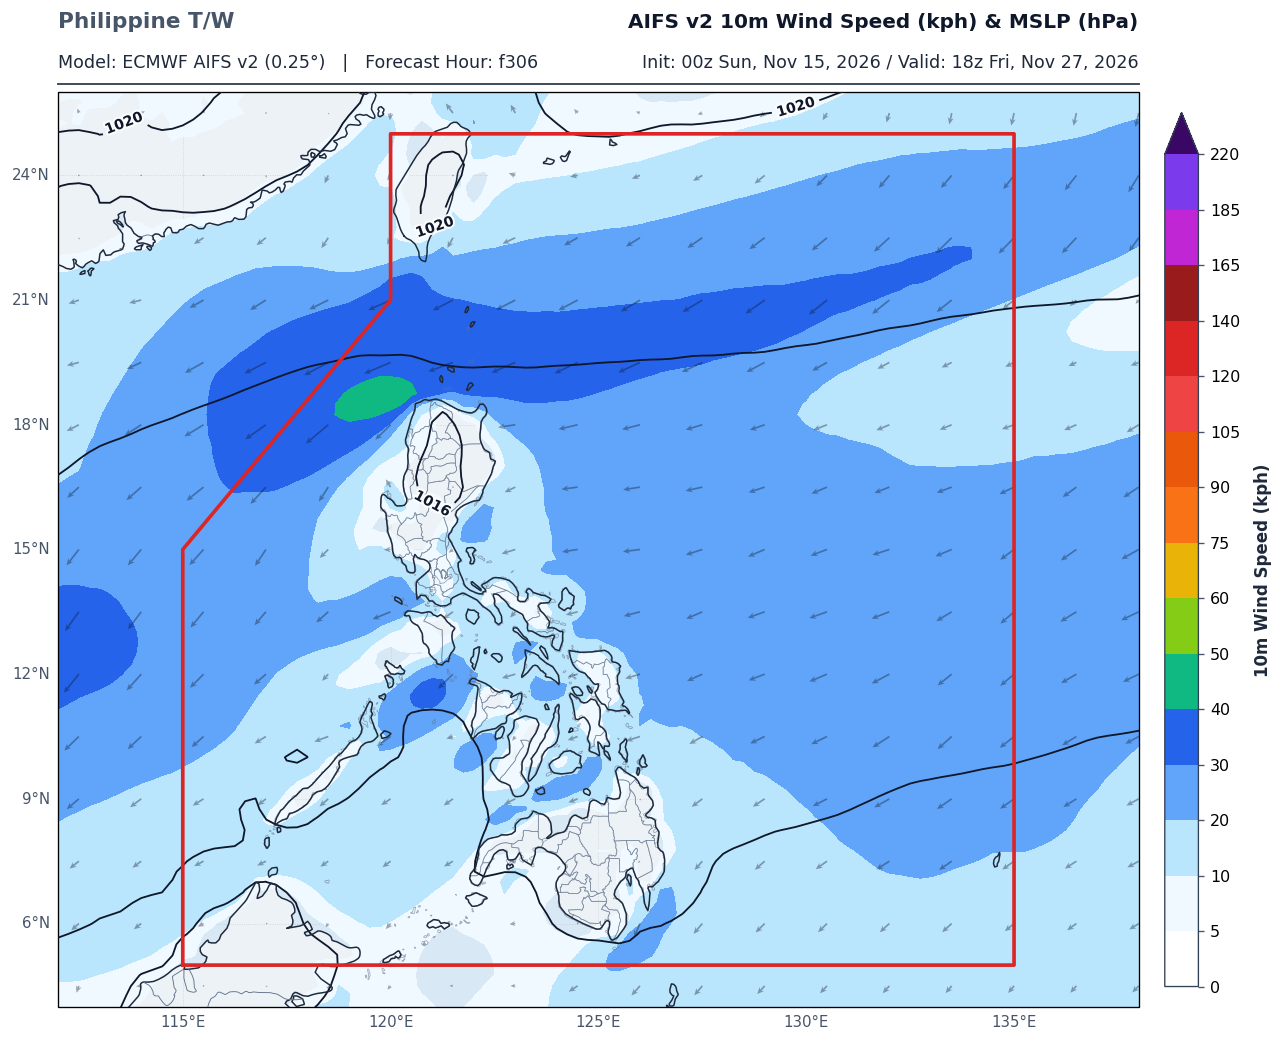 Philippine T/W
AIFS v2 10m Wind Speed (kph) & MSLP (hPa)
Model: ECMWF AIFS v2 (0.25°) | Forecast Hour: f306
Init: 00z Sun, Nov 15, 2026 / Valid: 18z Fri, Nov 27, 2026
1020
1020
1020
1016
24°N
21°N
18°N
15°N
12°N
9°N
6°N
115°E
120°E
125°E
130°E
135°E
220
185
165
140
120
105
90
75
60
50
40
30
20
10
5
0
10m Wind Speed (kph)